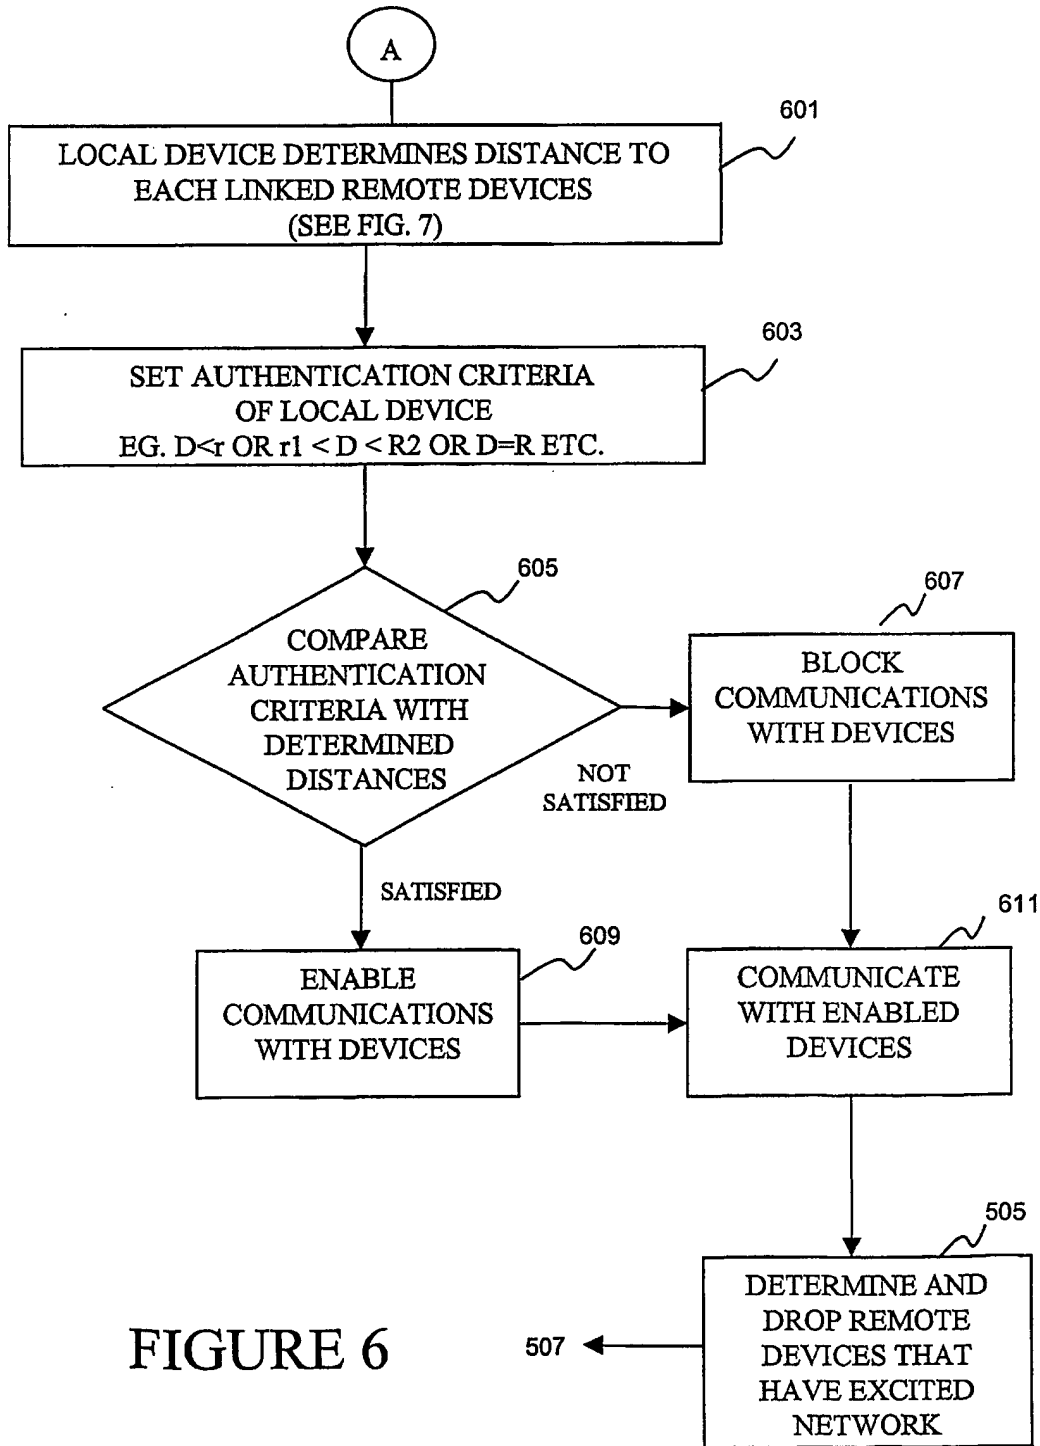 A
601
LOCAL DEVICE DETERMINES DISTANCE TO
EACH LINKED REMOTE DEVICES
(SEE FIG. 7)
603
SET AUTHENTICATION CRITERIA
OF LOCAL DEVICE
EG. D<r OR r1 < D < R2 OR D=R ETC.
605
COMPARE
AUTHENTICATION
CRITERIA WITH
DETERMINED
DISTANCES
NOT
SATISFIED
607
BLOCK
COMMUNICATIONS
WITH DEVICES
SATISFIED
609
ENABLE
COMMUNICATIONS
WITH DEVICES
611
COMMUNICATE
WITH ENABLED
DEVICES
505
DETERMINE AND
DROP REMOTE
DEVICES THAT
HAVE EXCITED
NETWORK
507
FIGURE 6